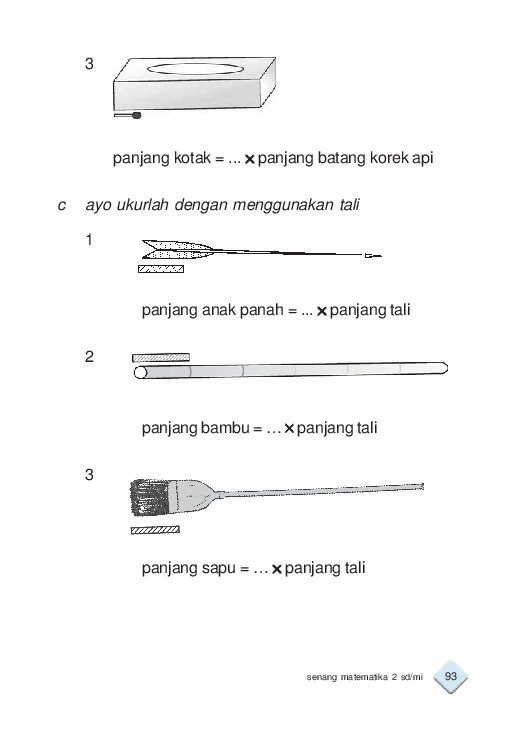 3
panjang kotak = ... × panjang batang korek api
c ayo ukurlah dengan menggunakan tali
1
panjang anak panah = ... × panjang tali
2
panjang bambu = ... × panjang tali
3
panjang sapu = ... × panjang tali
senang matematika 2 sd/mi 93